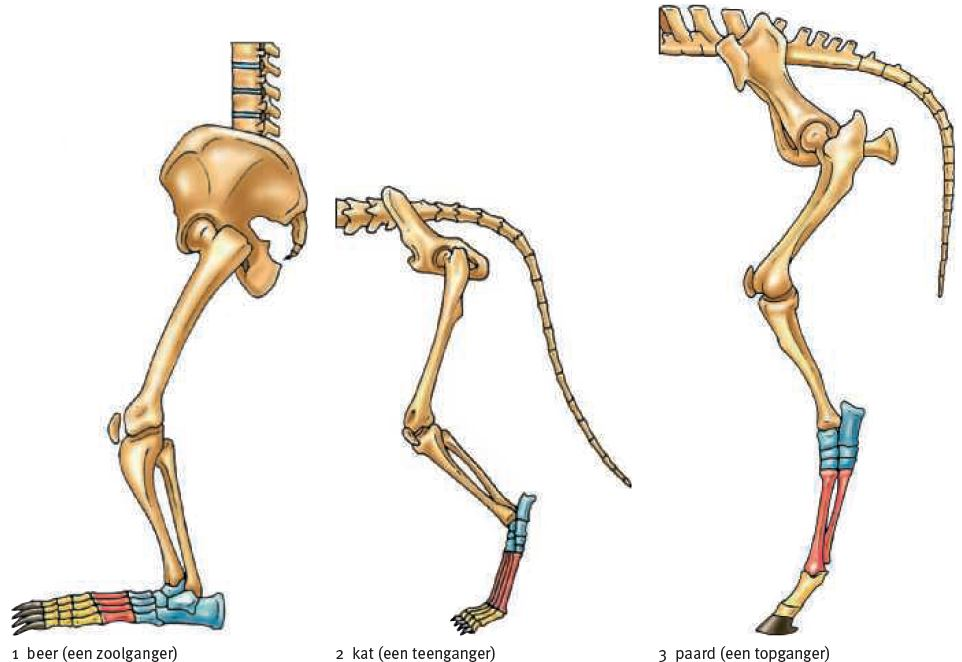 1 beer (een zoolganger)
2 kat (een teenganger)
3 paard (een topganger)